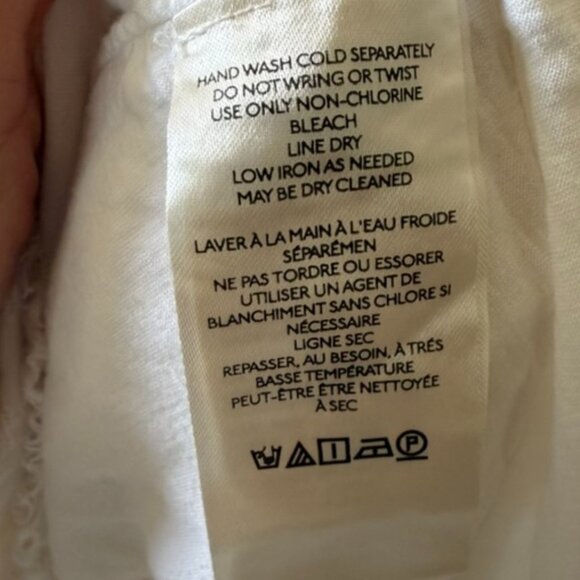 HAND WASH COLD SEPARATELY
DO NOT WRING OR TWIST
USE ONLY NON-CHLORINE
BLEACH
LINE DRY
LOW IRON AS NEEDED
MAY BE DRY CLEANED
LAVER À LA MAIN À L'EAU FROIDE
SÉPARÉMEN
NE PAS TORDRE OU ESSORER
UTILISER UN AGENT DE
BLANCHIMENT SANS CHLORE SI
NÉCESSAIRE
LIGNE SEC
REPASSER, AU BESOIN, À TRÉS
BASSE TEMPÉRATURE
PEUT-ÊTRE ÊTRE NETTOYÉE
À SEC
P